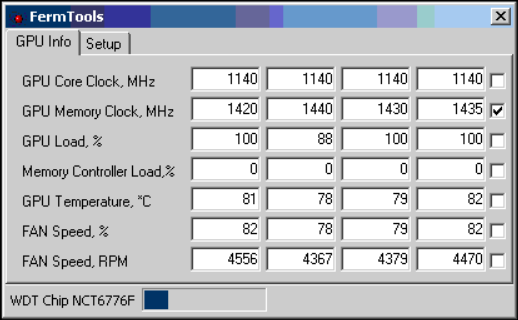 FermTools
GPU Info Setup
GPU Core Clock, MHz 1140 1140 1140 1140
GPU Memory Clock, MHz 1420 1440 1430 1435
GPU Load, % 100 88 100 100
Memory Controller Load,% 0 0 0 0
GPU Temperature, °C 81 78 79 82
FAN Speed, % 82 78 79 82
FAN Speed, RPM 4556 4367 4379 4470
WDT Chip NCT6776F